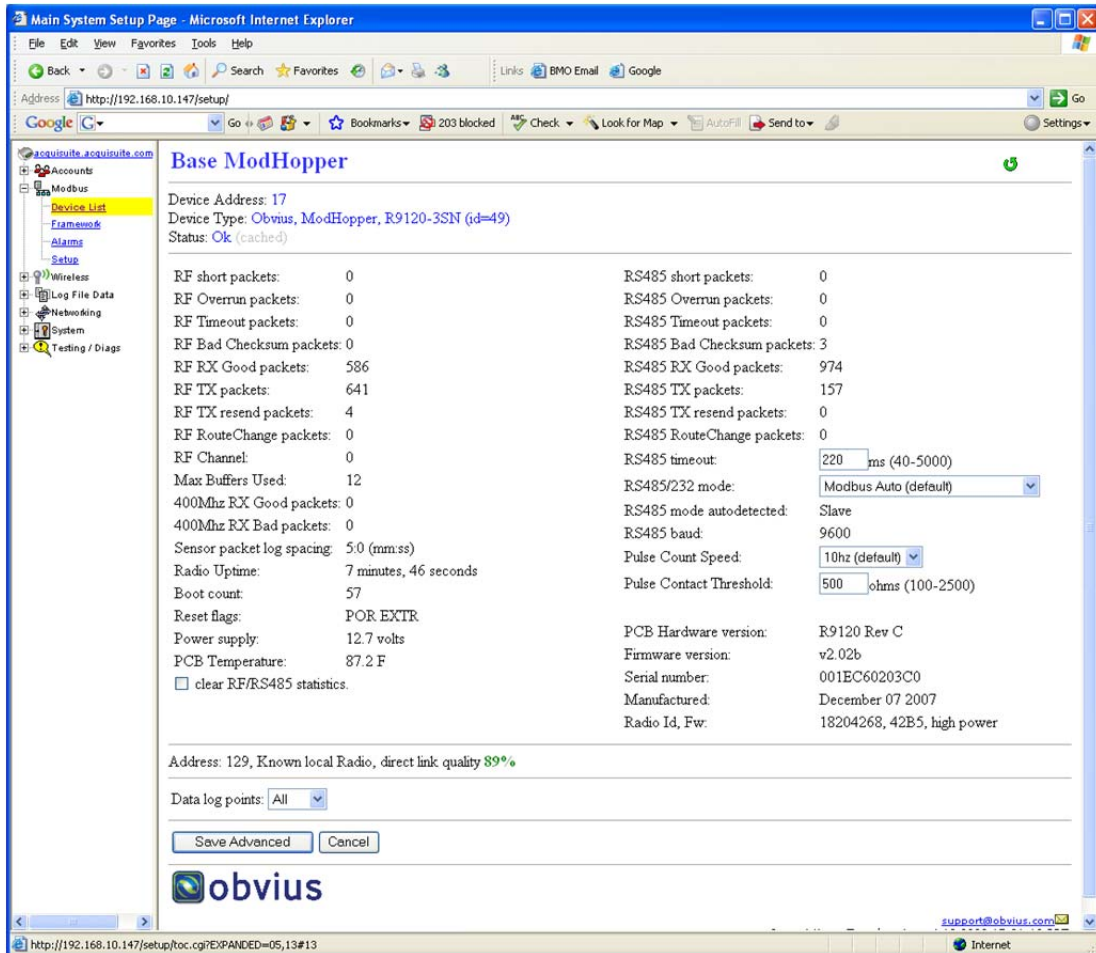 Main System Setup Page - Microsoft Internet Explorer
File Edit View Favorites Tools Help
Back Search Favorites Links BMO Email Google
Address http://192.168.10.147/setup/ Go
Google G Go Bookmarks 203 blocked ABC Check Look for Map AutoFill Send to Settings
acquisuite.acquisuite.com
Accounts
Modbus
Device List
Framework
Alarms
Setup
Wireless
Log File Data
Networking
System
Testing / Diags
Base ModHopper
Device Address: 17
Device Type: Obvius, ModHopper, R9120-3SN (id=49)
Status: Ok (cached)
RF short packets: 0
RF Overrun packets: 0
RF Timeout packets: 0
RF Bad Checksum packets: 0
RF RX Good packets: 586
RF TX packets: 641
RF TX resend packets: 4
RF RouteChange packets: 0
RF Channel: 0
Max Buffers Used: 12
400Mhz RX Good packets: 0
400Mhz RX Bad packets: 0
Sensor packet log spacing: 5:0 (mm:ss)
Radio Uptime: 7 minutes, 46 seconds
Boot count: 57
Reset flags: POR EXTR
Power supply: 12.7 volts
PCB Temperature: 87.2 F
clear RF/RS485 statistics.
RS485 short packets: 0
RS485 Overrun packets: 0
RS485 Timeout packets: 0
RS485 Bad Checksum packets: 3
RS485 RX Good packets: 974
RS485 TX packets: 157
RS485 TX resend packets: 0
RS485 RouteChange packets: 0
RS485 timeout: 220 ms (40-5000)
RS485/232 mode: Modbus Auto (default)
RS485 mode autodetected: Slave
RS485 baud: 9600
Pulse Count Speed: 10hz (default)
Pulse Contact Threshold: 500 ohms (100-2500)
PCB Hardware version: R9120 Rev C
Firmware version: v2.02b
Serial number: 001EC60203C0
Manufactured: December 07 2007
Radio Id, Fw: 18204268, 42B5, high power
Address: 129, Known local Radio, direct link quality 89%
Data log points: All
Save Advanced Cancel
obvius
support@obvius.com
http://192.168.10.147/setup/toc.cgi?EXPANDED=05,13#13 Internet